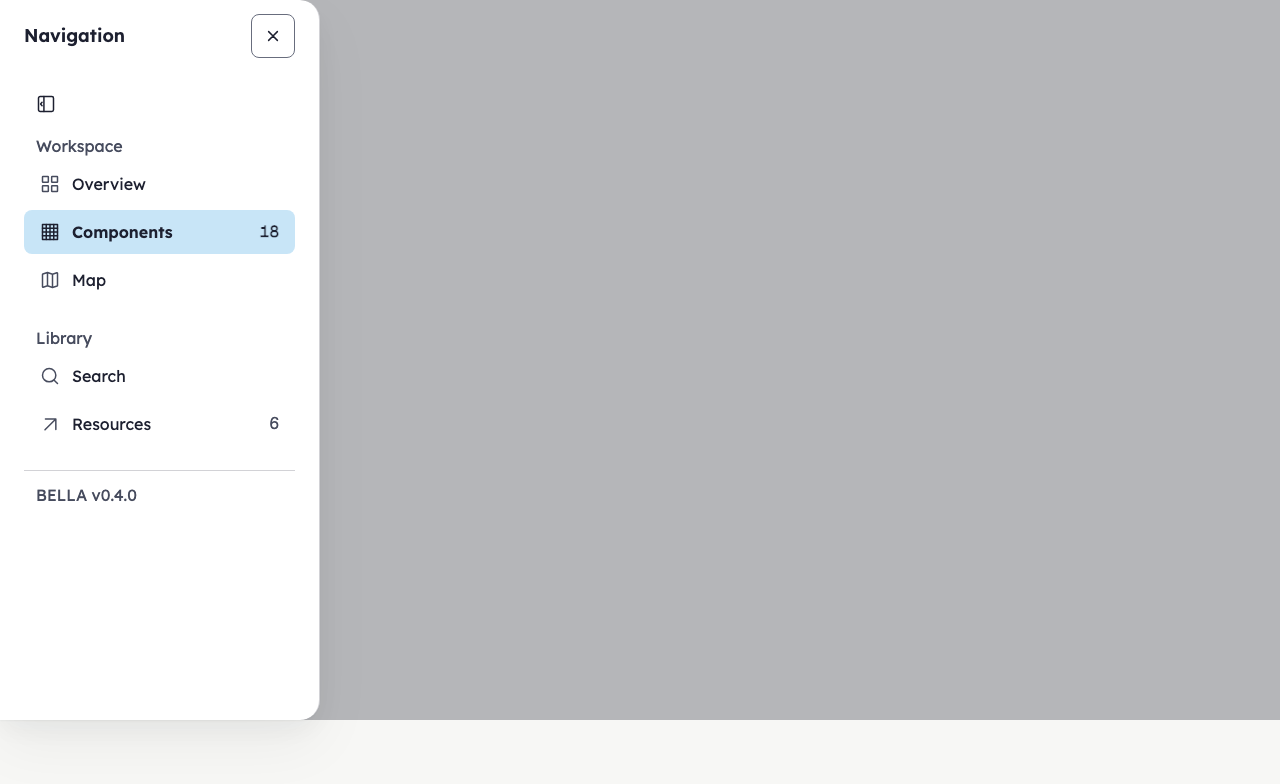 Navigation
Workspace
Overview
Components 18
Map
Library
Search
Resources 6
BELLA v0.4.0